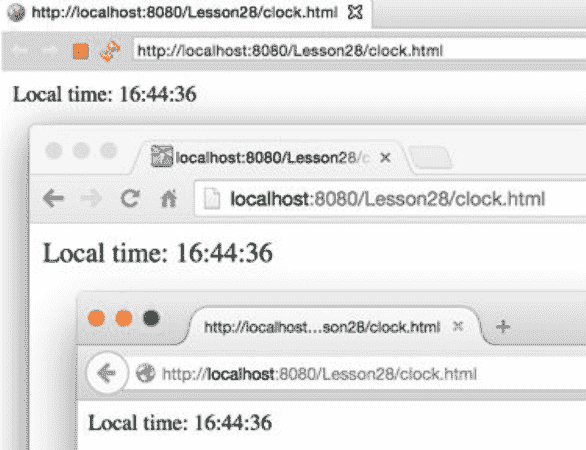 http://localhost:8080/Lesson28/clock.html
http://localhost:8080/Lesson28/clock.html
Local time: 16:44:36
localhost:8080/Lesson28/c
localhost:8080/Lesson28/clock.html
Local time: 16:44:36
http://localhost...son28/clock.html
http://localhost:8080/Lesson28/clock.html
Local time: 16:44:36